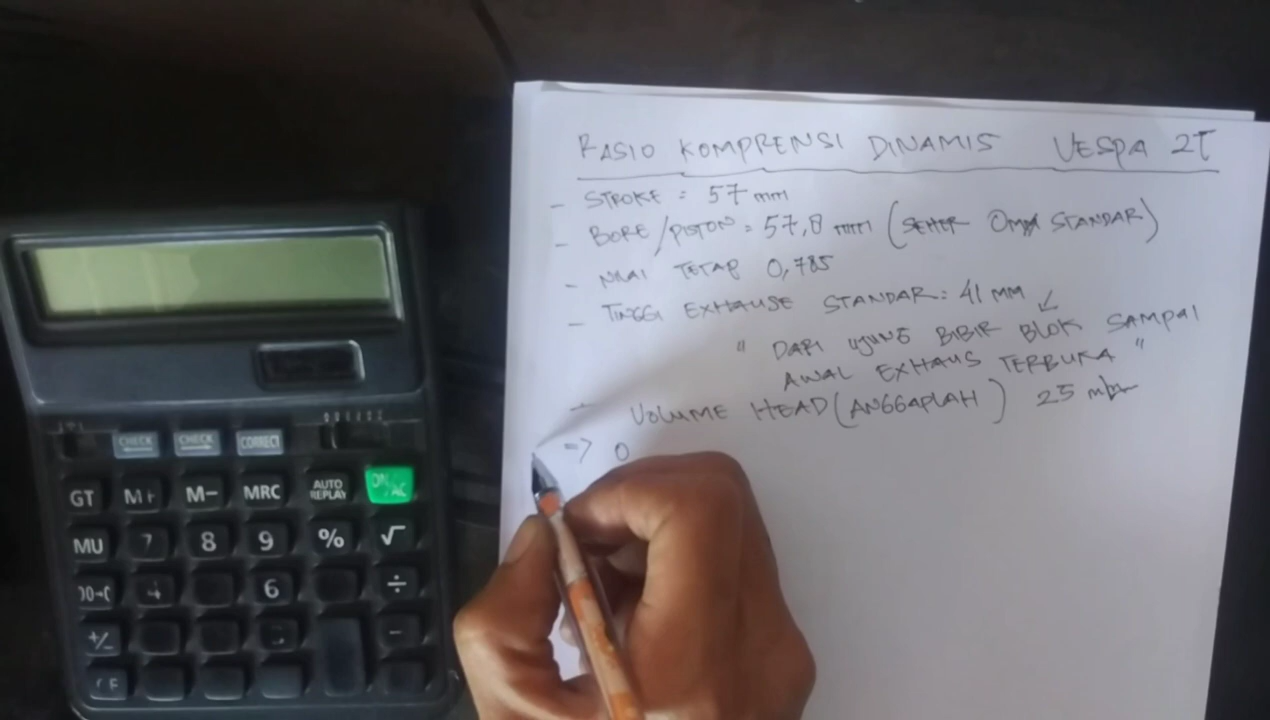 RASIO KOMPRENSI DINAMIS VESPA 2T
- STROKE = 57 mm
- BORE/PISTON = 57,8 mm (SEHER STANDAR)
- NILAI TETAP 0,785
- TINGGI EXHAUSE STANDAR: 41 MM
" DARI UJUNG BIBIR BLOK SAMPAI
AWAL EXHAUS TERBUKA "
- VOLUME HEAD (ANGGAPLAH) 25
=> 0
CHECK CHECK CORRECT
GT M+ M- MRC AUTO REPLAY ON/AC
MU 7 8 9 % √
4 6 ÷
+/- -